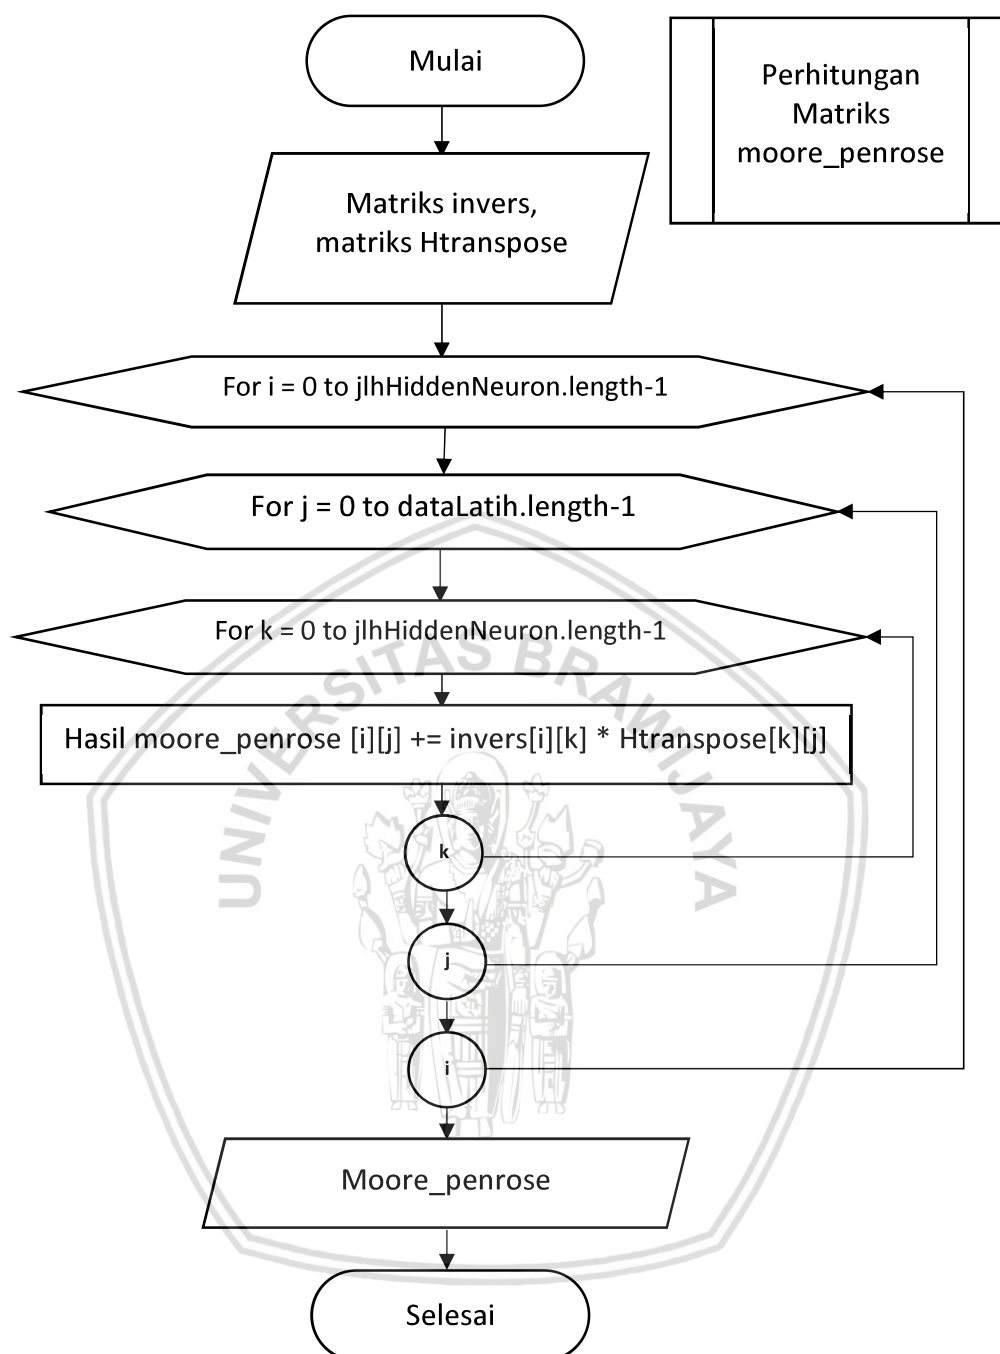 Mulai
Perhitungan
Matriks
moore_penrose
Matriks invers,
matriks Htranspose
For i = 0 to jlhHiddenNeuron.length-1
For j = 0 to dataLatih.length-1
For k = 0 to jlhHiddenNeuron.length-1
UNIVERSITAS BRAWIJAYA
Hasil moore_penrose [i][j] += invers[i][k] * Htranspose[k][j]
k
j
i
Moore_penrose
Selesai